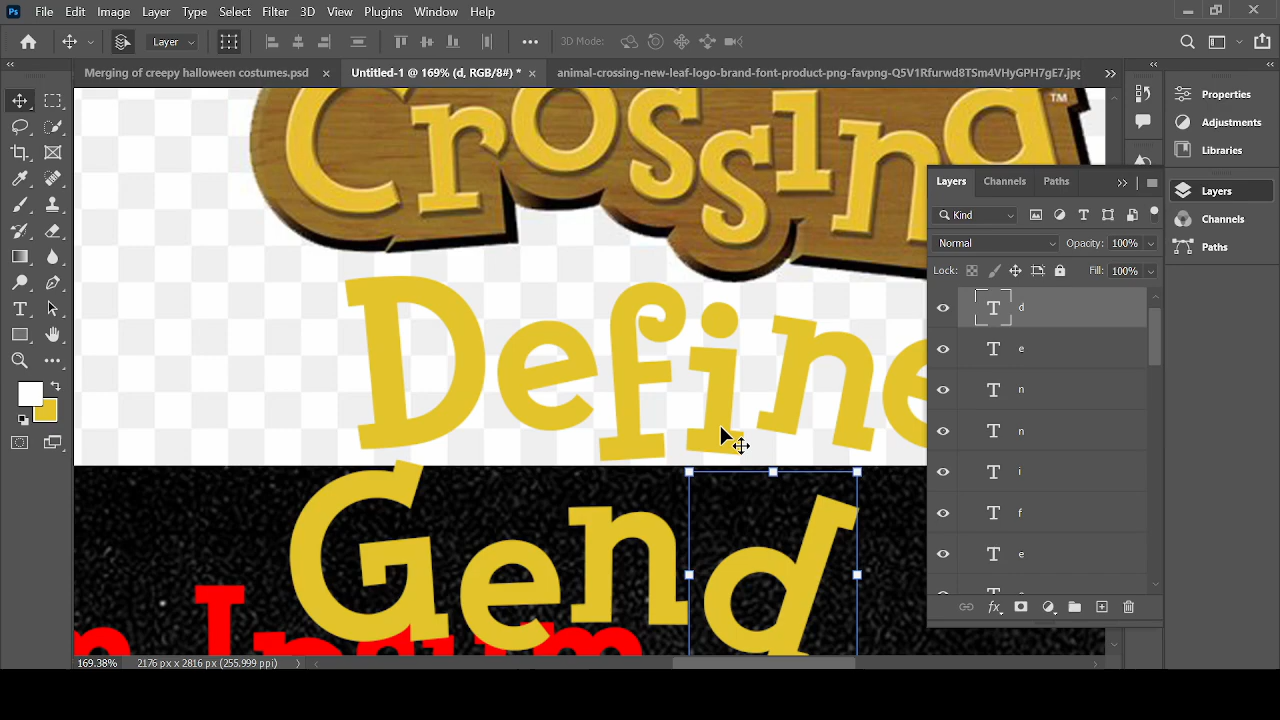 Ps File Edit Image Layer Type Select Filter 3D View Plugins Window Help
Layer 3D Mode:
Merging of creepy halloween costumes.psd × Untitled-1 @ 169% (d, RGB/8#) * × animal-crossing-new-leaf-logo-brand-font-product-png-favpng-Q5V1Rfurwd8TSm4VHyGPH7gE7.jpg
Crossing ™
Properties
Adjustments
Libraries
Layers
Channels
Paths
Layers Channels Paths
Kind
Normal Opacity: 100%
Lock: Fill: 100%
T d
T e
T n
T n
T i
T f
T e
Define
Gend
Ipsum
169.38% 2176 px x 2816 px (255.999 ppi)